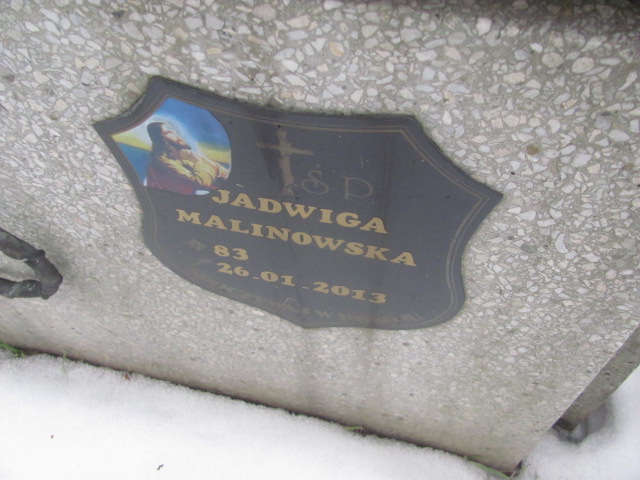 Ś.P.
JADWIGA
MALINOWSKA
83
26.01.2013